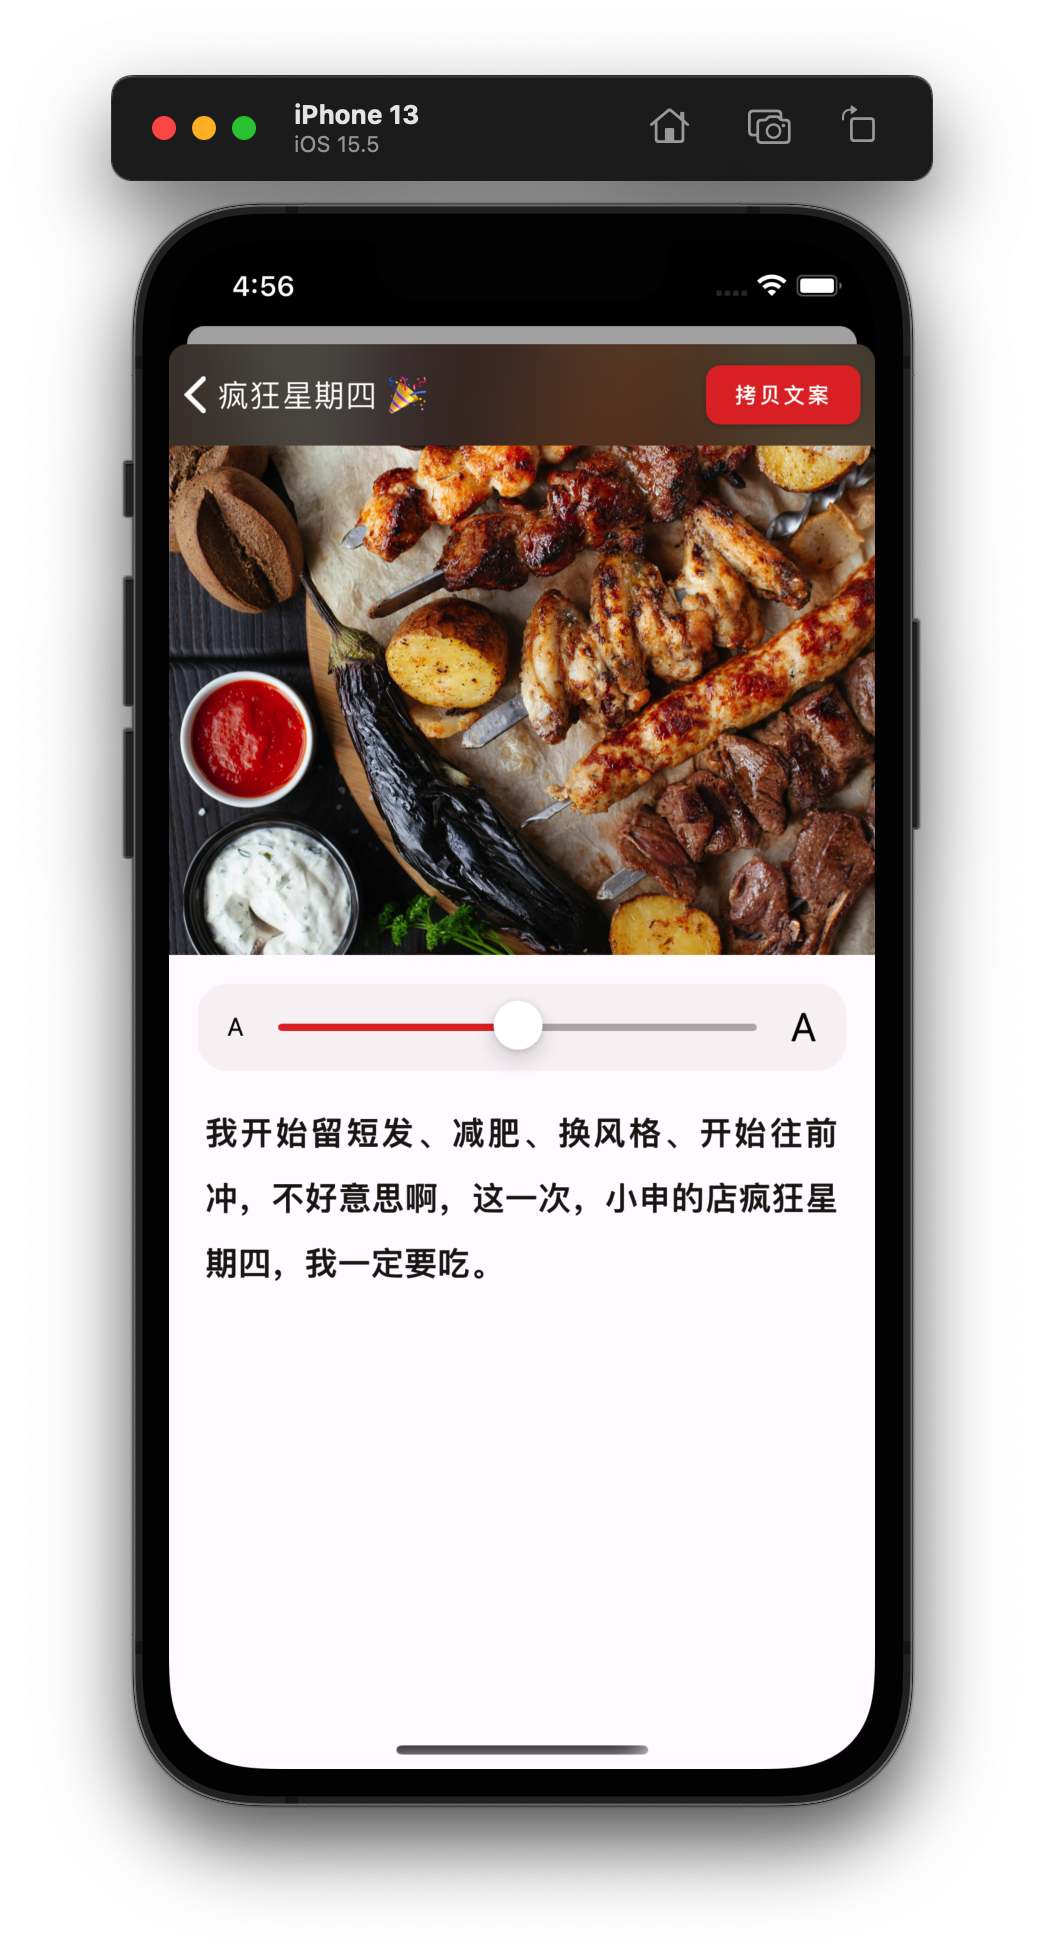 iPhone 13
iOS 15.5
4:56
疯狂星期四 🎉
拷贝文案
A
A
我开始留短发、减肥、换风格、开始往前
冲，不好意思啊，这一次，小申的店疯狂星
期四，我一定要吃。